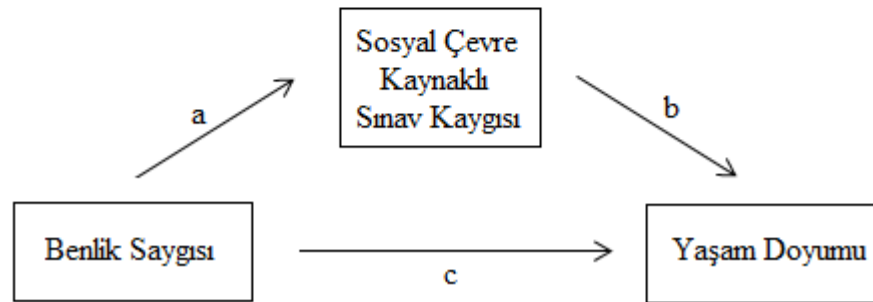 Sosyal Çevre
Kaynaklı
Sınav Kaygısı
a
b
Benlik Saygısı
c
Yaşam Doyumu